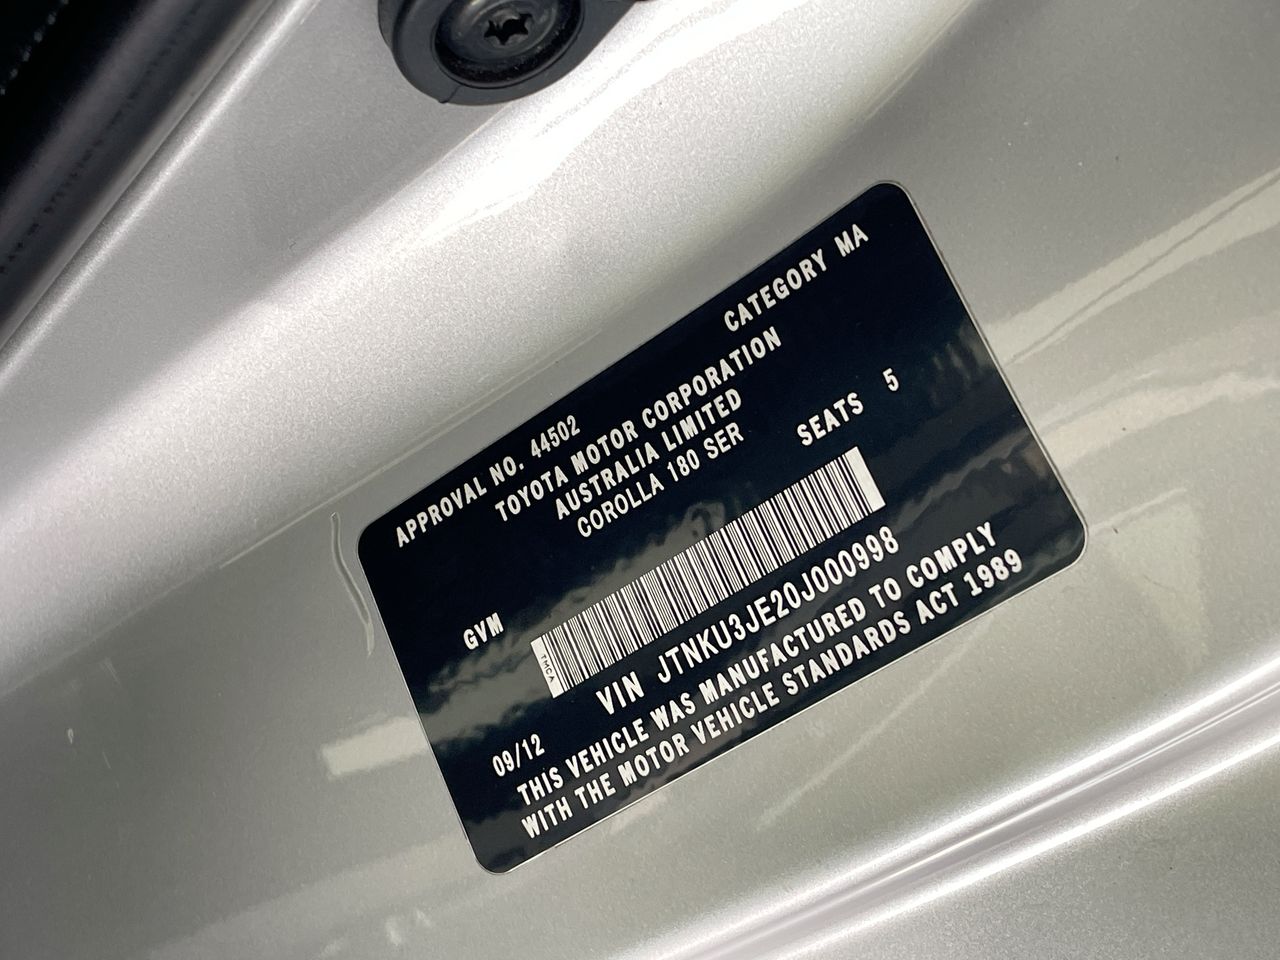 APPROVAL NO. 44502 CATEGORY MA
TOYOTA MOTOR CORPORATION
AUSTRALIA LIMITED
COROLLA 180 SER
GVM SEATS 5
TMCA
VIN JTNKU3JE20J000998
09/12
THIS VEHICLE WAS MANUFACTURED TO COMPLY
WITH THE MOTOR VEHICLE STANDARDS ACT 1989